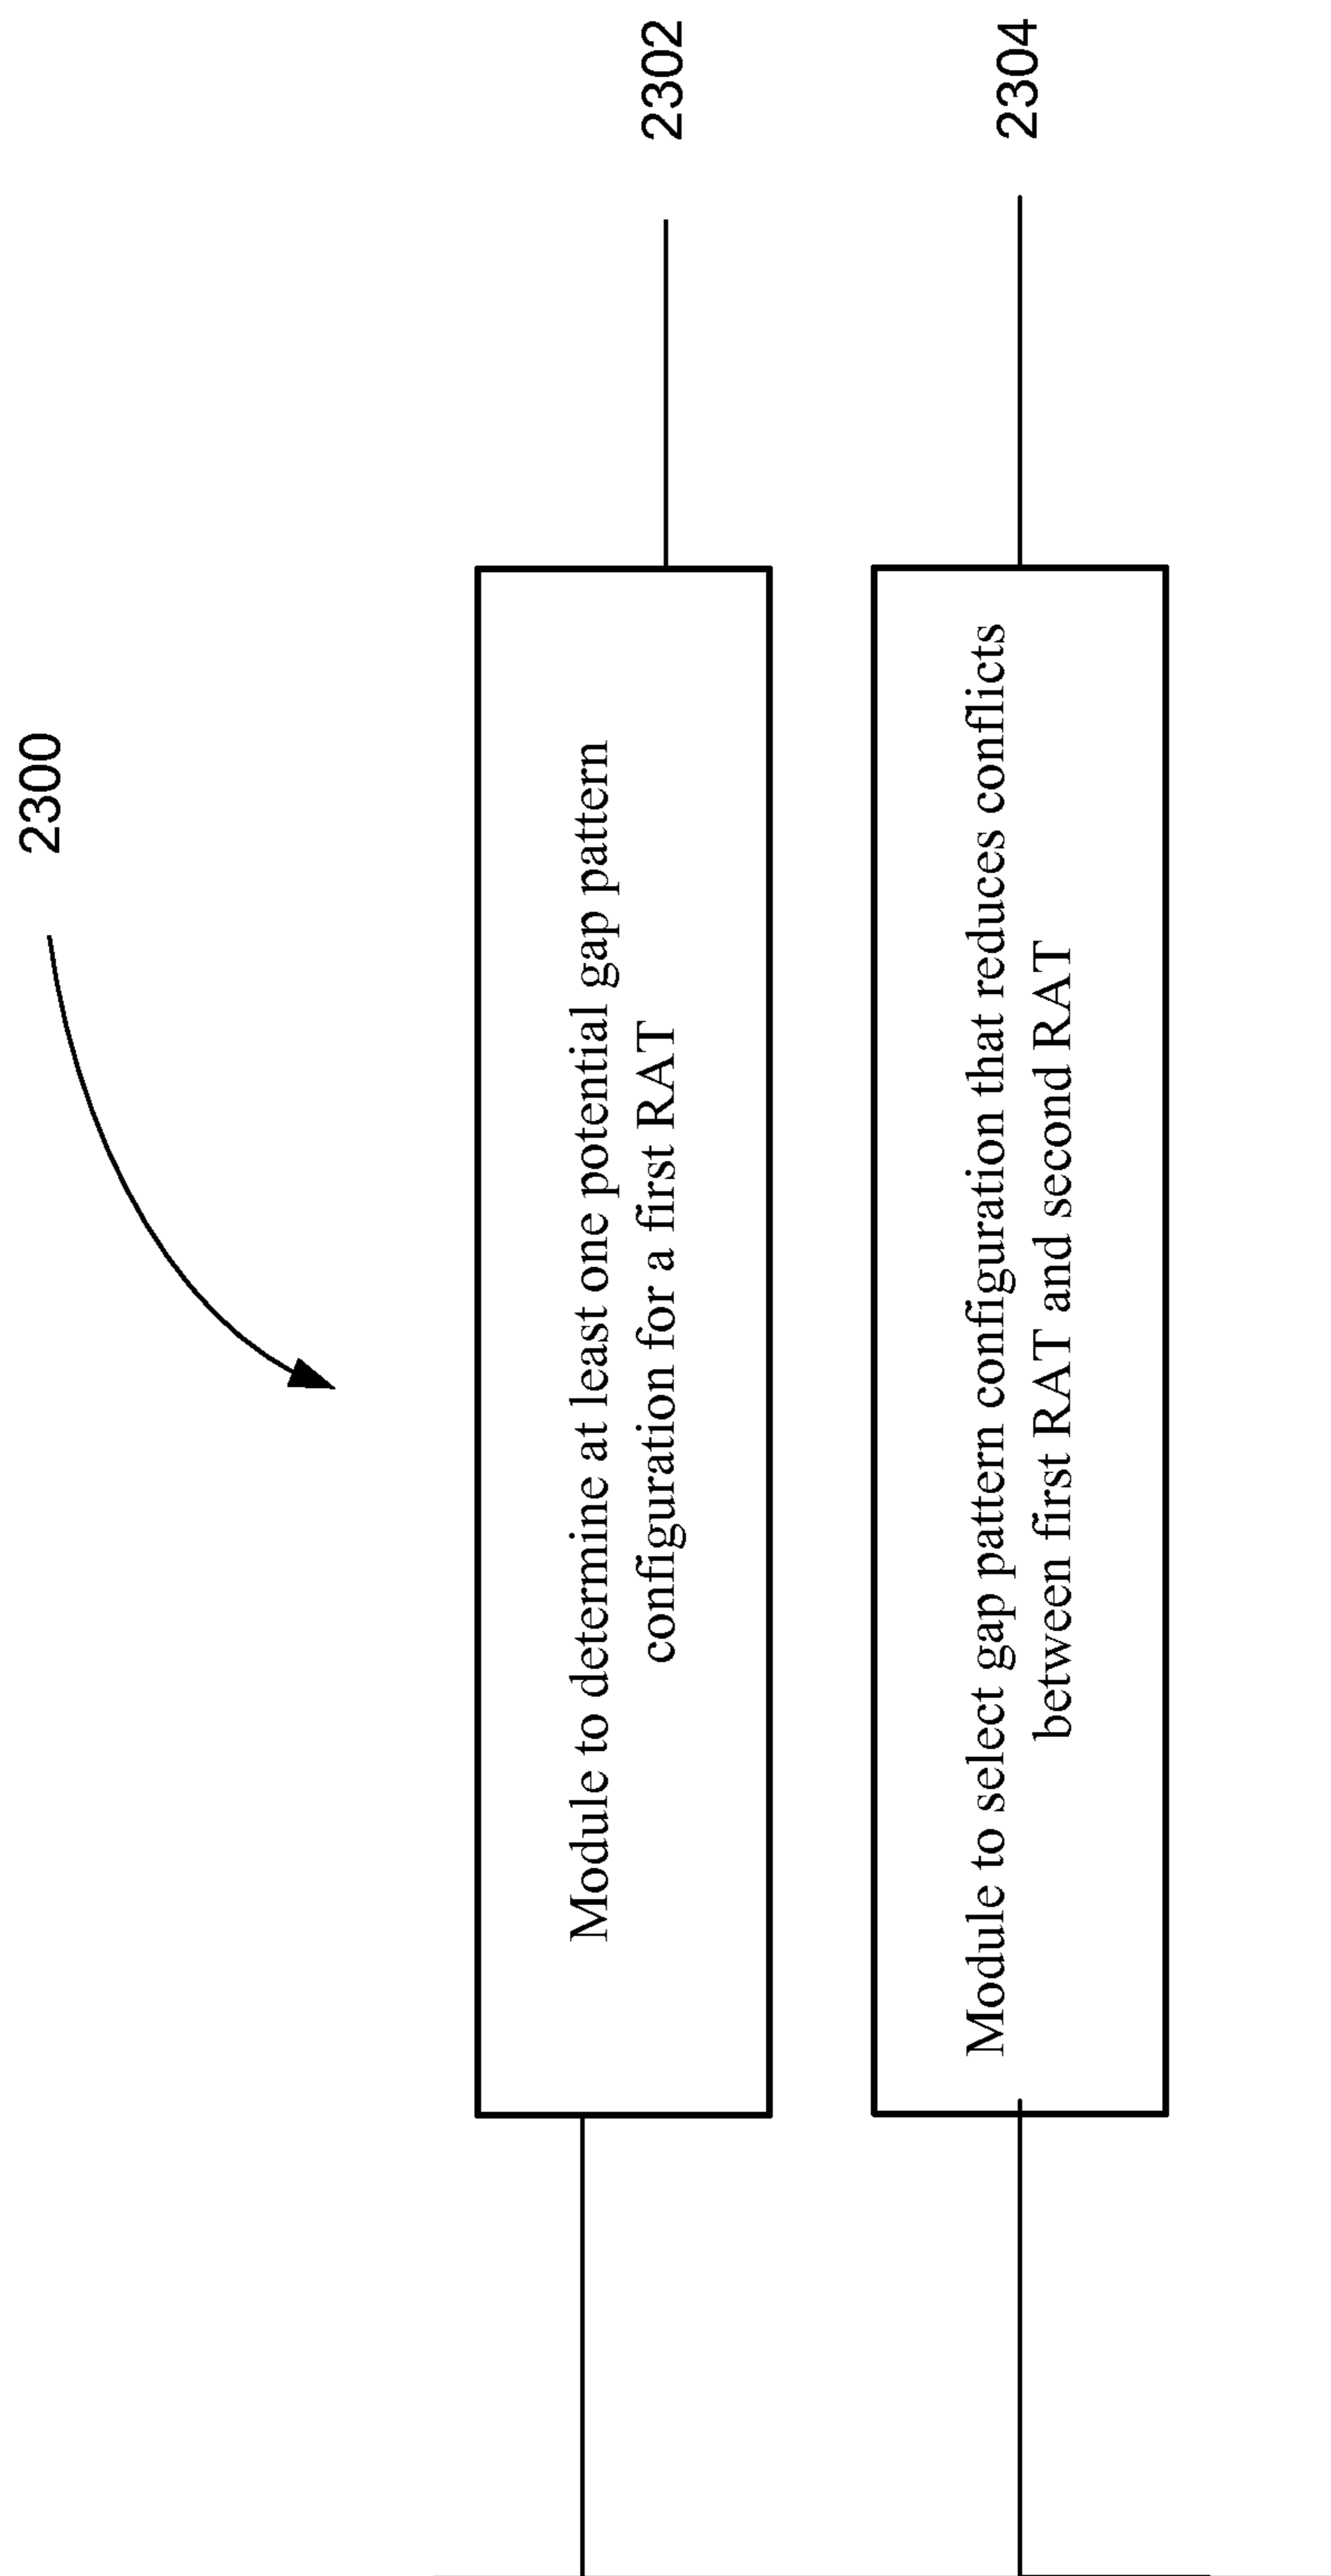 2300
Module to determine at least one potential gap pattern
configuration for a first RAT
2302
Module to select gap pattern configuration that reduces conflicts
between first RAT and second RAT
2304